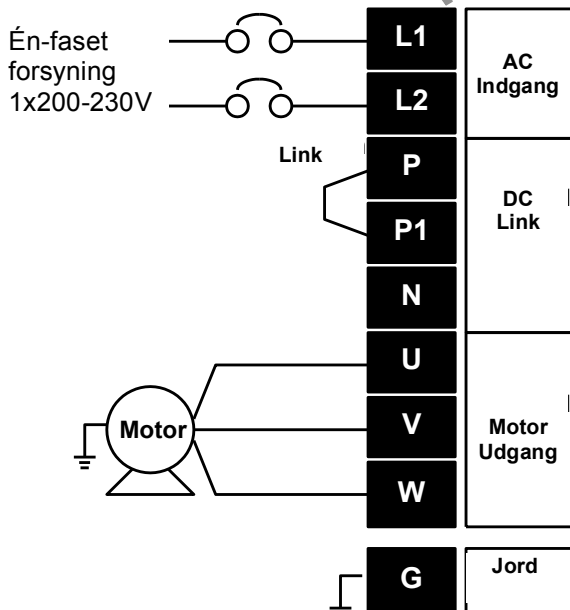 Én-faset
forsyning
1x200-230V
L1
L2
AC
Indgang
Link
P
P1
N
DC
Link
Motor
U
V
W
Motor
Udgang
G
Jord